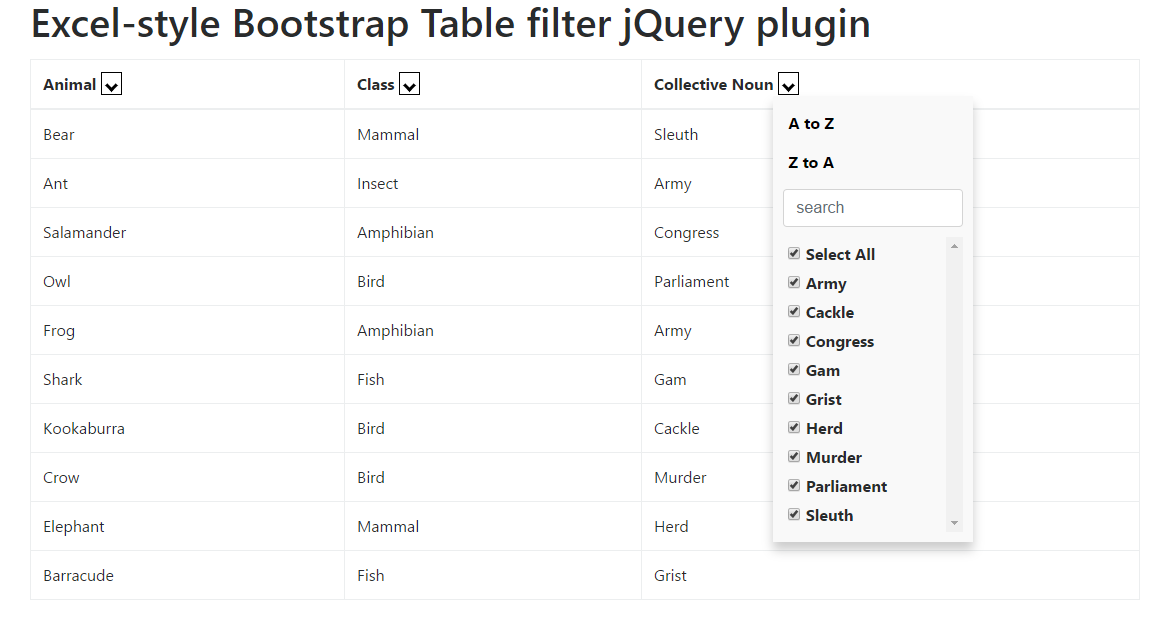 Excel-style Bootstrap Table filter jQuery plugin
Animal Class Collective Noun
Bear Mammal Sleuth
Ant Insect Army
Salamander Amphibian Congress
Owl Bird Parliament
Frog Amphibian Army
Shark Fish Gam
Kookaburra Bird Cackle
Crow Bird Murder
Elephant Mammal Herd
Barracude Fish Grist
A to Z
Z to A
search
Select All
Army
Cackle
Congress
Gam
Grist
Herd
Murder
Parliament
Sleuth